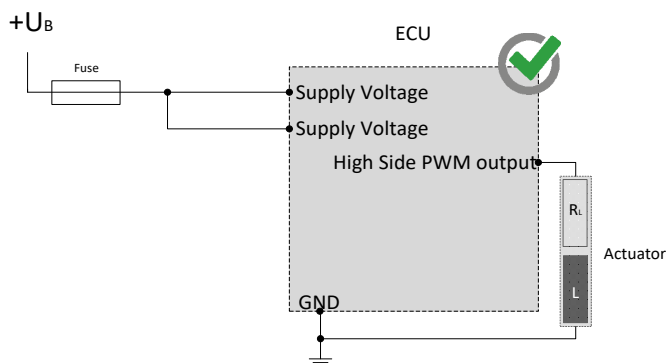 +UB
ECU
Fuse
Supply Voltage
Supply Voltage
High Side PWM output
RL
Actuator
L
GND